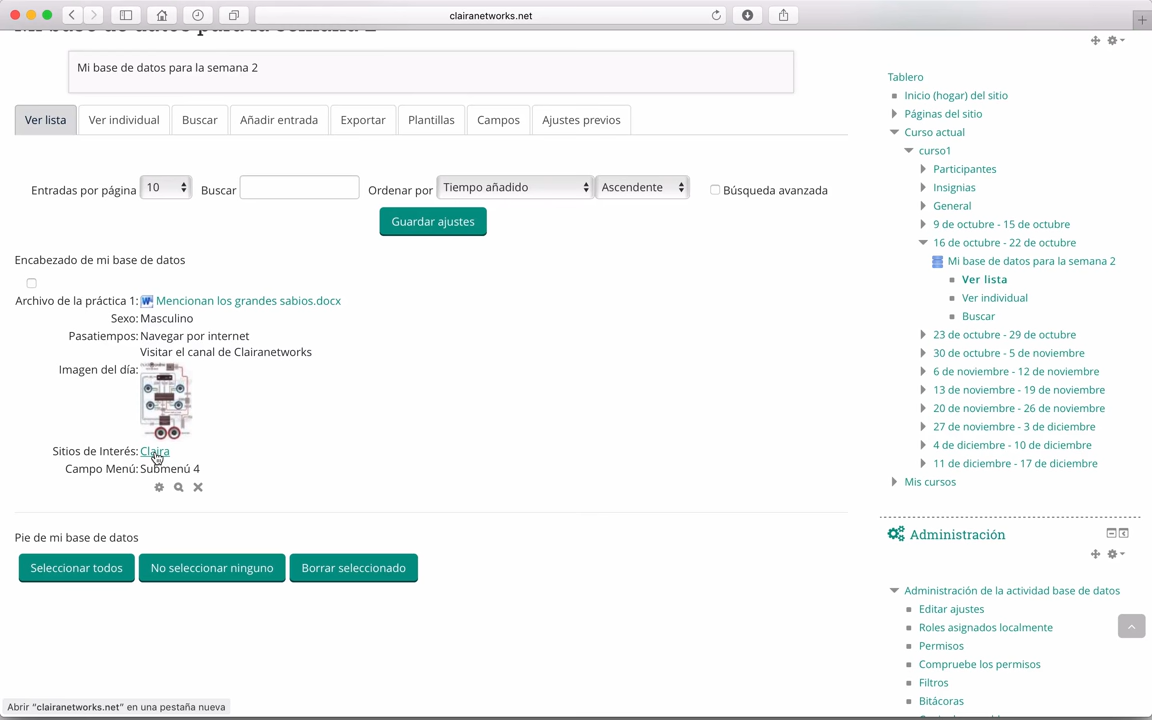 clairanetworks.net
Mi base de datos para la semana 2
Mi base de datos para la semana 2
Ver lista
Ver individual
Buscar
Añadir entrada
Exportar
Plantillas
Campos
Ajustes previos
Entradas por página 10 Buscar Ordenar por Tiempo añadido Ascendente Búsqueda avanzada
Guardar ajustes
Encabezado de mi base de datos
Archivo de la práctica 1: Mencionan los grandes sabios.docx
Sexo: Masculino
Pasatiempos: Navegar por internet
Visitar el canal de Clairanetworks
Imagen del día:
Sitios de Interés: Claira
Campo Menú: Submenú 4
Pie de mi base de datos
Seleccionar todos
No seleccionar ninguno
Borrar seleccionado
Abrir “clairanetworks.net” en una pestaña nueva
Tablero
Inicio (hogar) del sitio
Páginas del sitio
Curso actual
curso1
Participantes
Insignias
General
9 de octubre - 15 de octubre
16 de octubre - 22 de octubre
Mi base de datos para la semana 2
Ver lista
Ver individual
Buscar
23 de octubre - 29 de octubre
30 de octubre - 5 de noviembre
6 de noviembre - 12 de noviembre
13 de noviembre - 19 de noviembre
20 de noviembre - 26 de noviembre
27 de noviembre - 3 de diciembre
4 de diciembre - 10 de diciembre
11 de diciembre - 17 de diciembre
Mis cursos
Administración
Administración de la actividad base de datos
Editar ajustes
Roles asignados localmente
Permisos
Compruebe los permisos
Filtros
Bitácoras